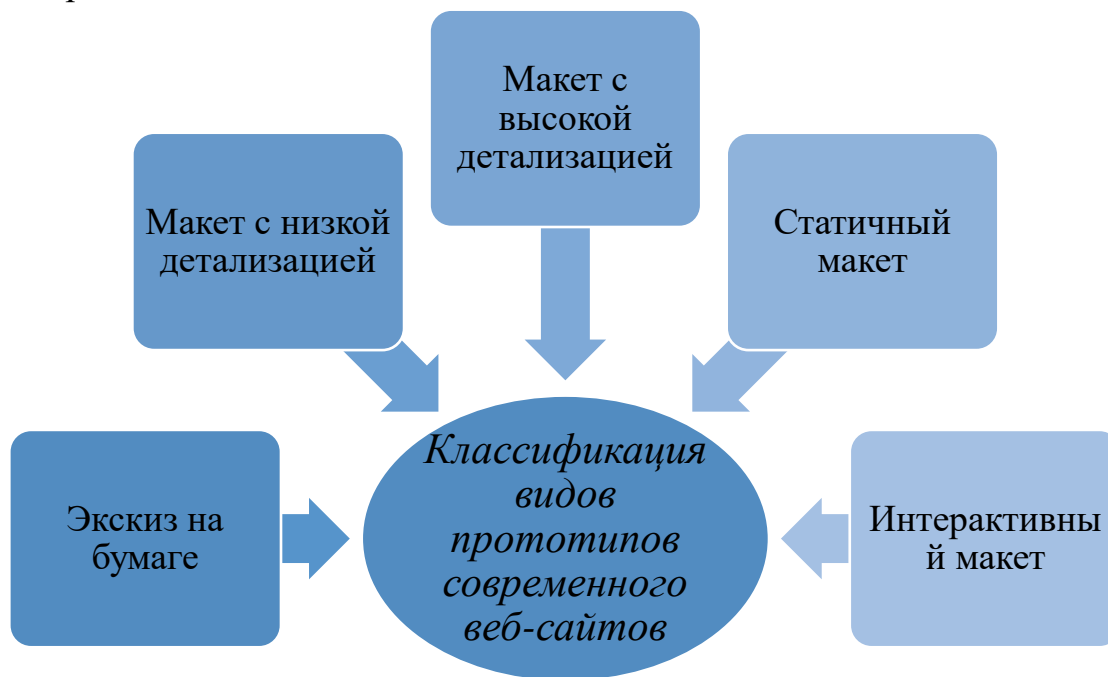 Макет с
высокой
детализацией
Макет с низкой
детализацией
Статичный
макет
Экскиз на
бумаге
Классификация
видов
прототипов
современного
веб-сайтов
Интерактивны
й макет